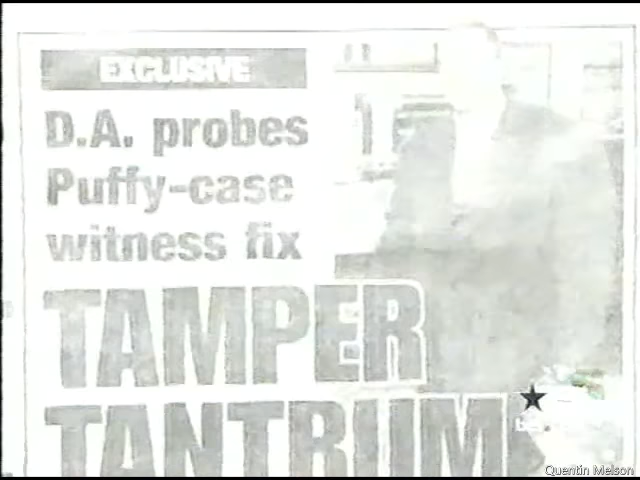 EXCLUSIVE
D.A. probes
Puffy-case
witness fix
TAMPER
TANTRUM
Quentin Melson